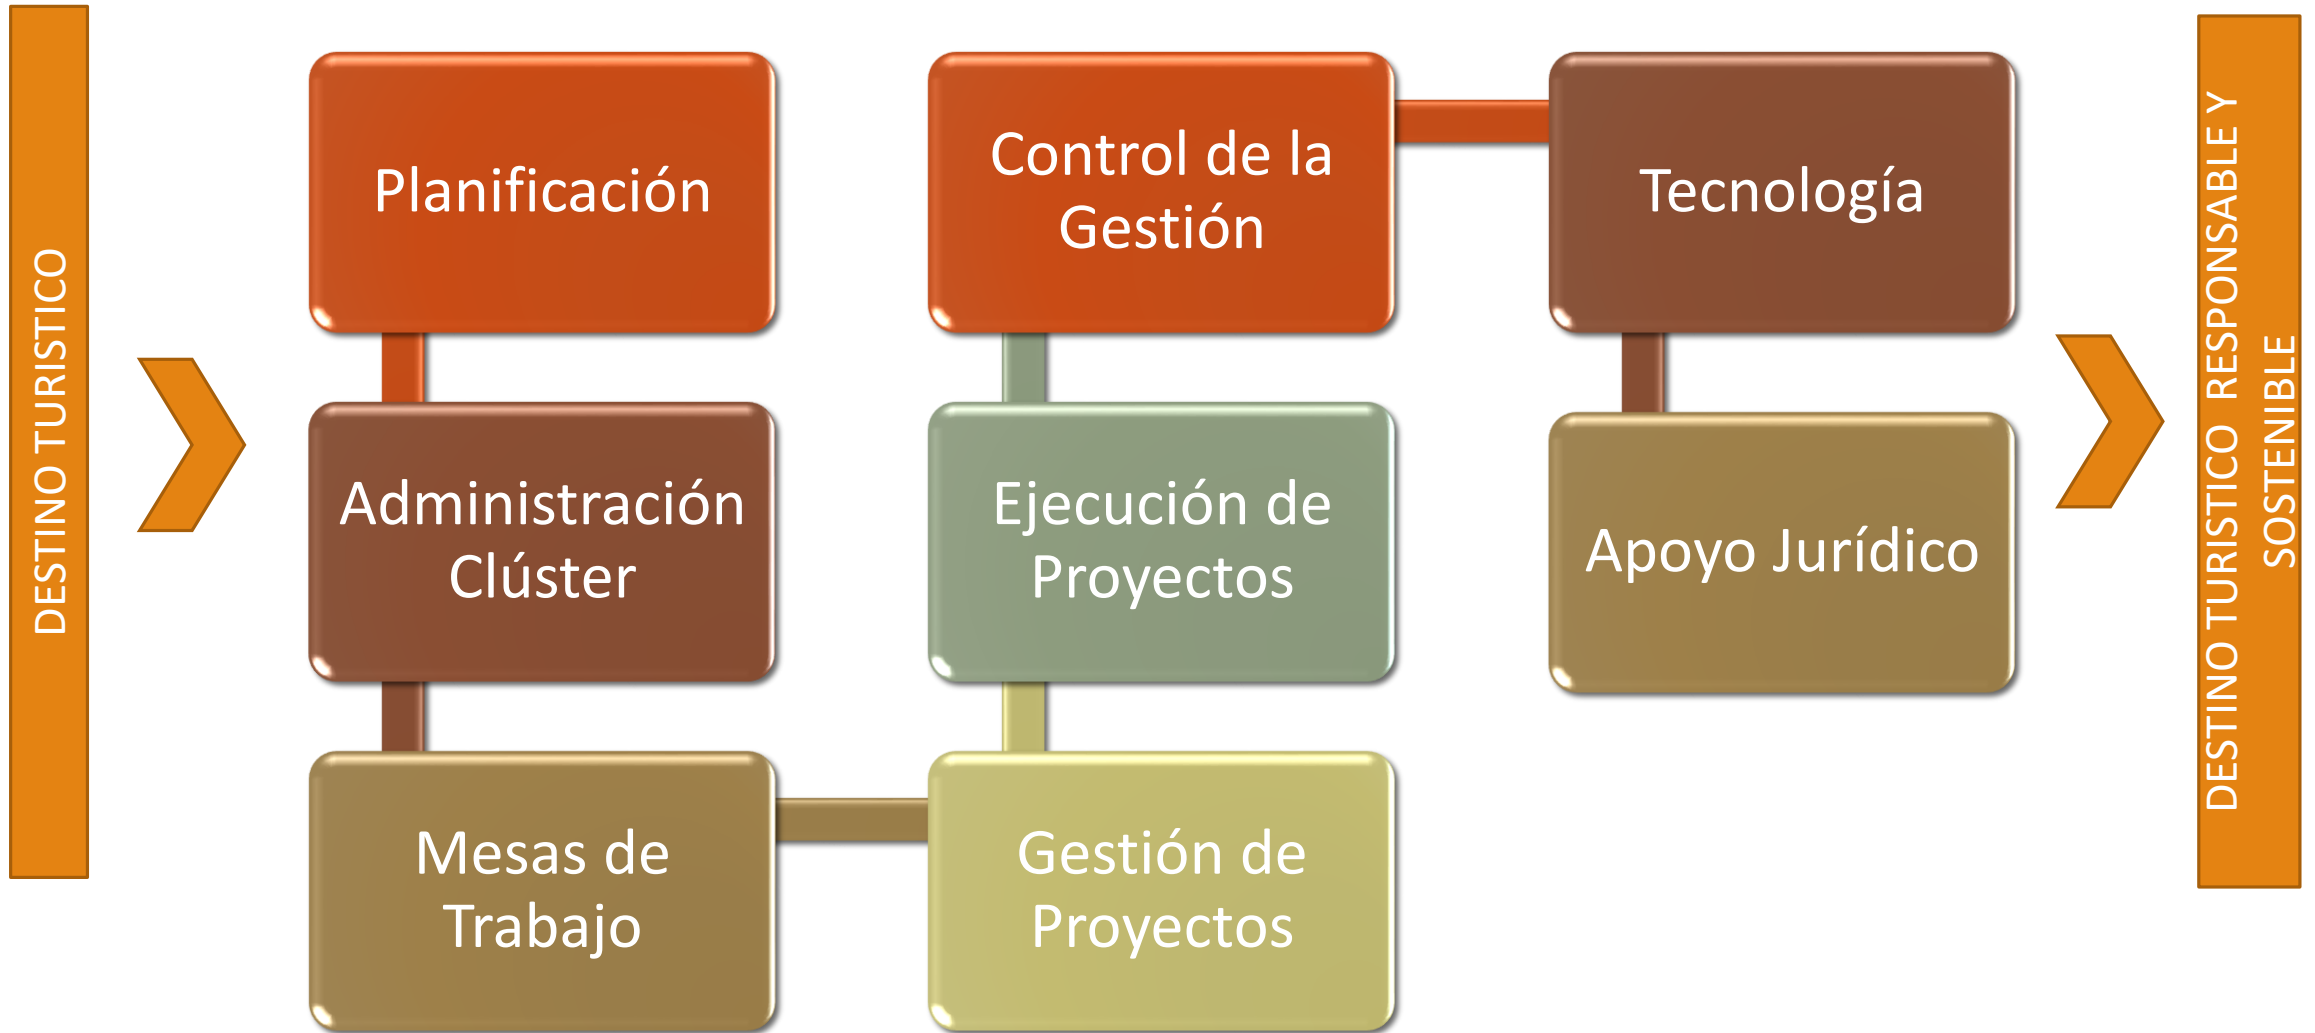 DESTINO TURISTICO
Planificación
Administración
Clúster
Mesas de
Trabajo
Gestión de
Proyectos
Ejecución de
Proyectos
Control de la
Gestión
Tecnología
Apoyo Jurídico
DESTINO TURISTICO RESPONSABLE Y
SOSTENIBLE